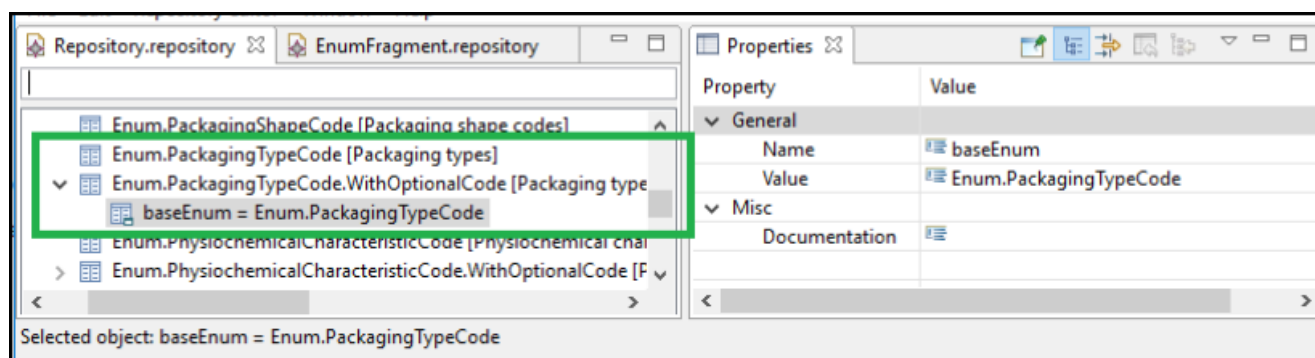 Repository.repository
EnumFragment.repository
Enum.PackagingShapeCode [Packaging shape codes]
Enum.PackagingTypeCode [Packaging types]
Enum.PackagingTypeCode.WithOptionalCode [Packaging type
baseEnum = Enum.PackagingTypeCode
Enum.PhysiochemicalCharacteristicCode [Physiochemical char
Enum.PhysiochemicalCharacteristicCode.WithOptionalCode [P
Properties
Property Value
General
Name baseEnum
Value Enum.PackagingTypeCode
Misc
Documentation
Selected object: baseEnum = Enum.PackagingTypeCode